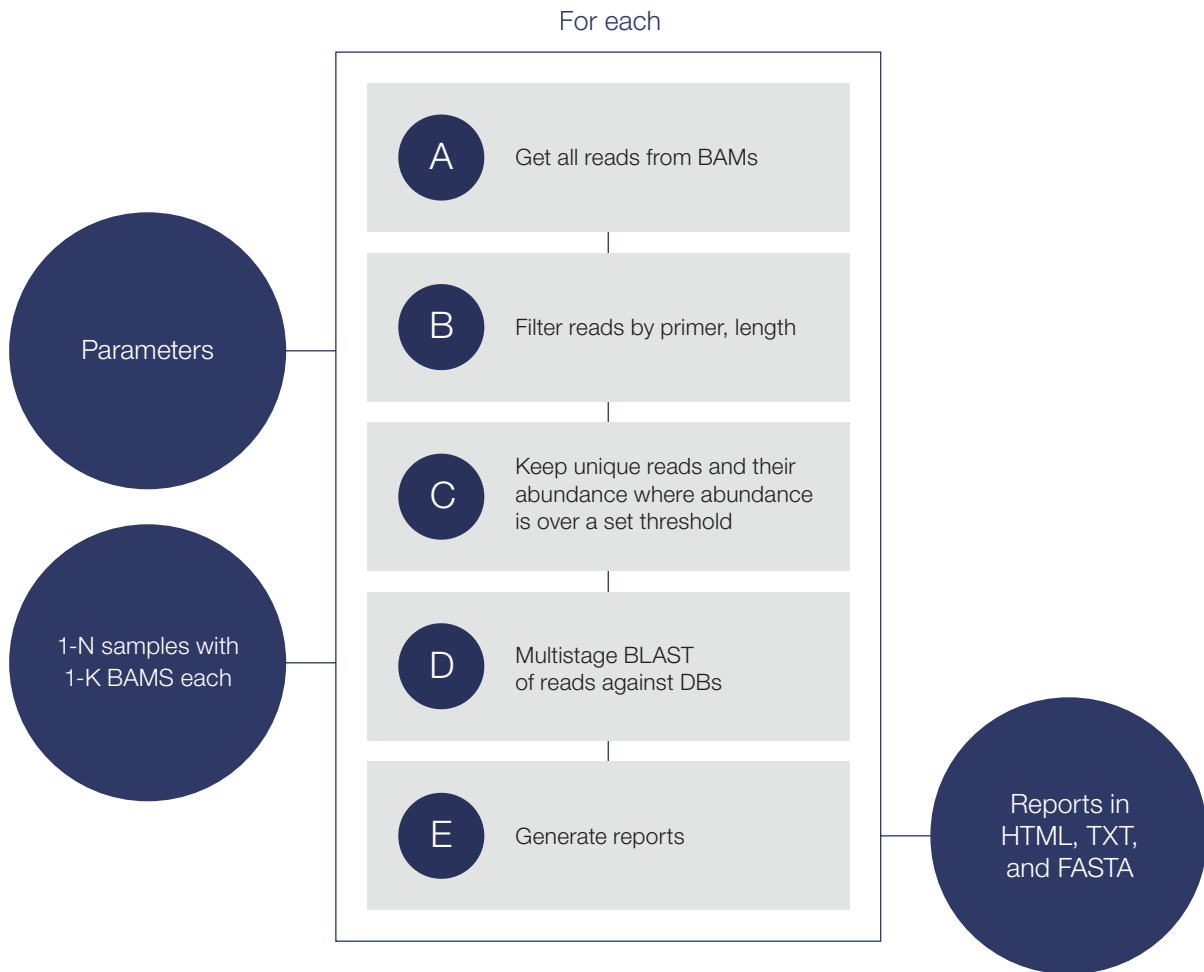 For each
A
Get all reads from BAMs
B
Filter reads by primer, length
Parameters
C
Keep unique reads and their
abundance where abundance
is over a set threshold
1-N samples with
1-K BAMS each
D
Multistage BLAST
of reads against DBs
E
Generate reports
Reports in
HTML, TXT,
and FASTA